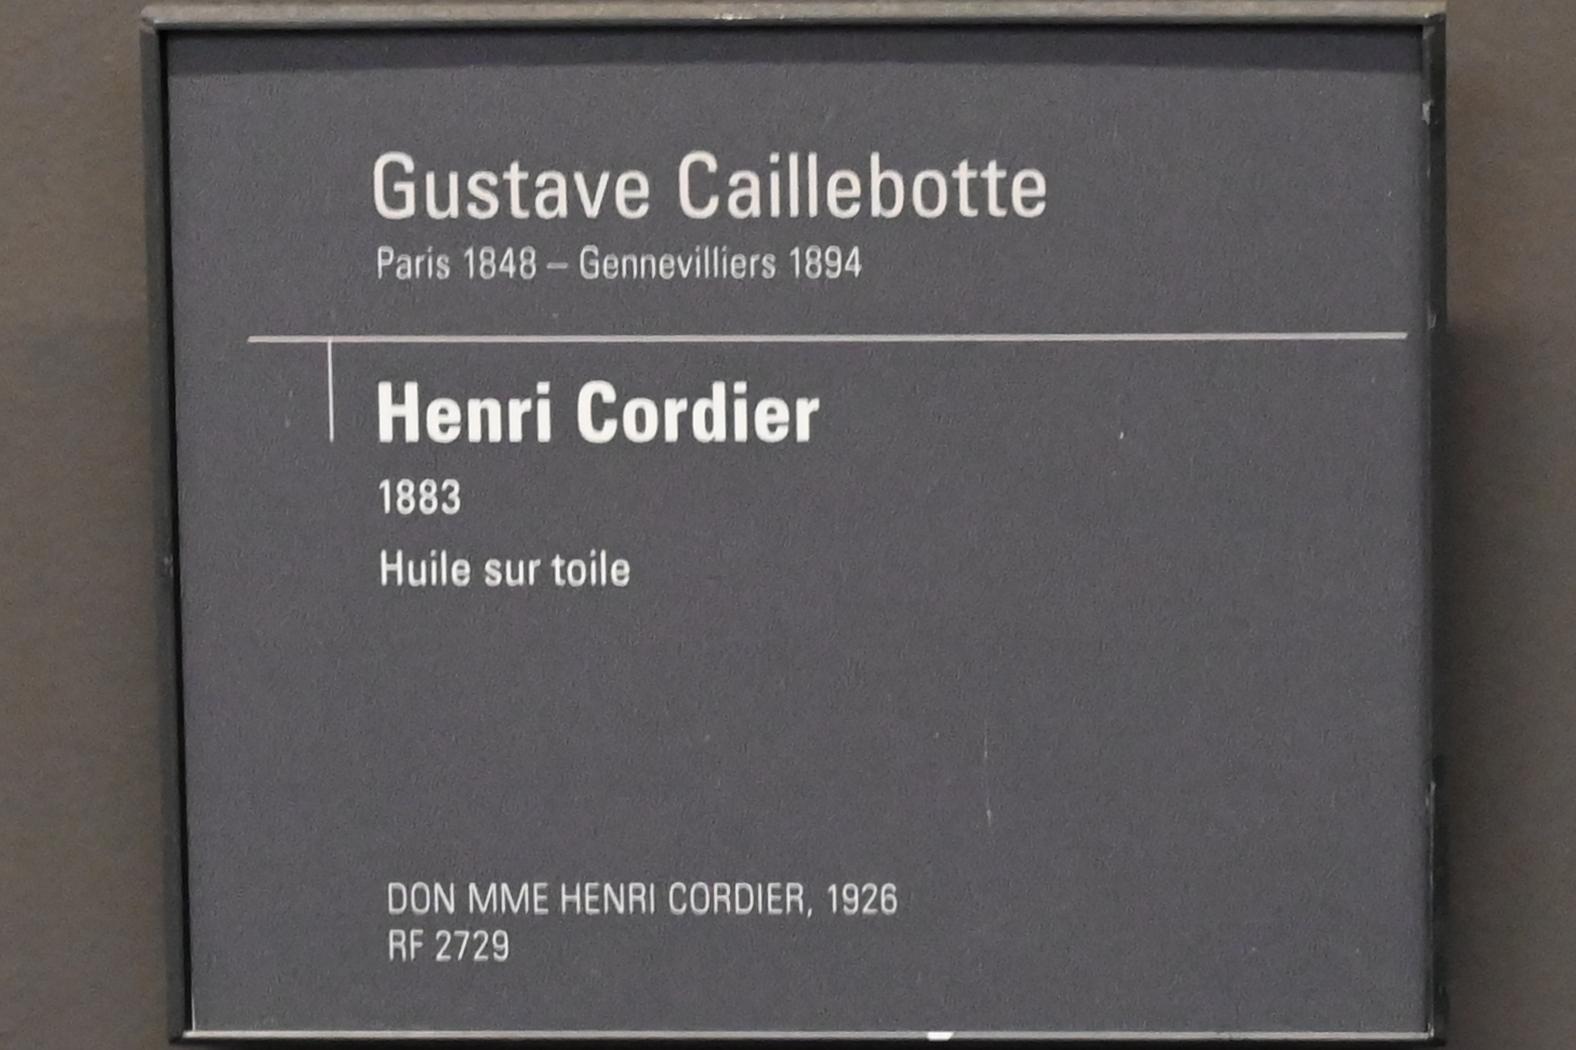 Gustave Caillebotte
Paris 1848 – Gennevilliers 1894
Henri Cordier
1883
Huile sur toile
DON MME HENRI CORDIER, 1926
RF 2729